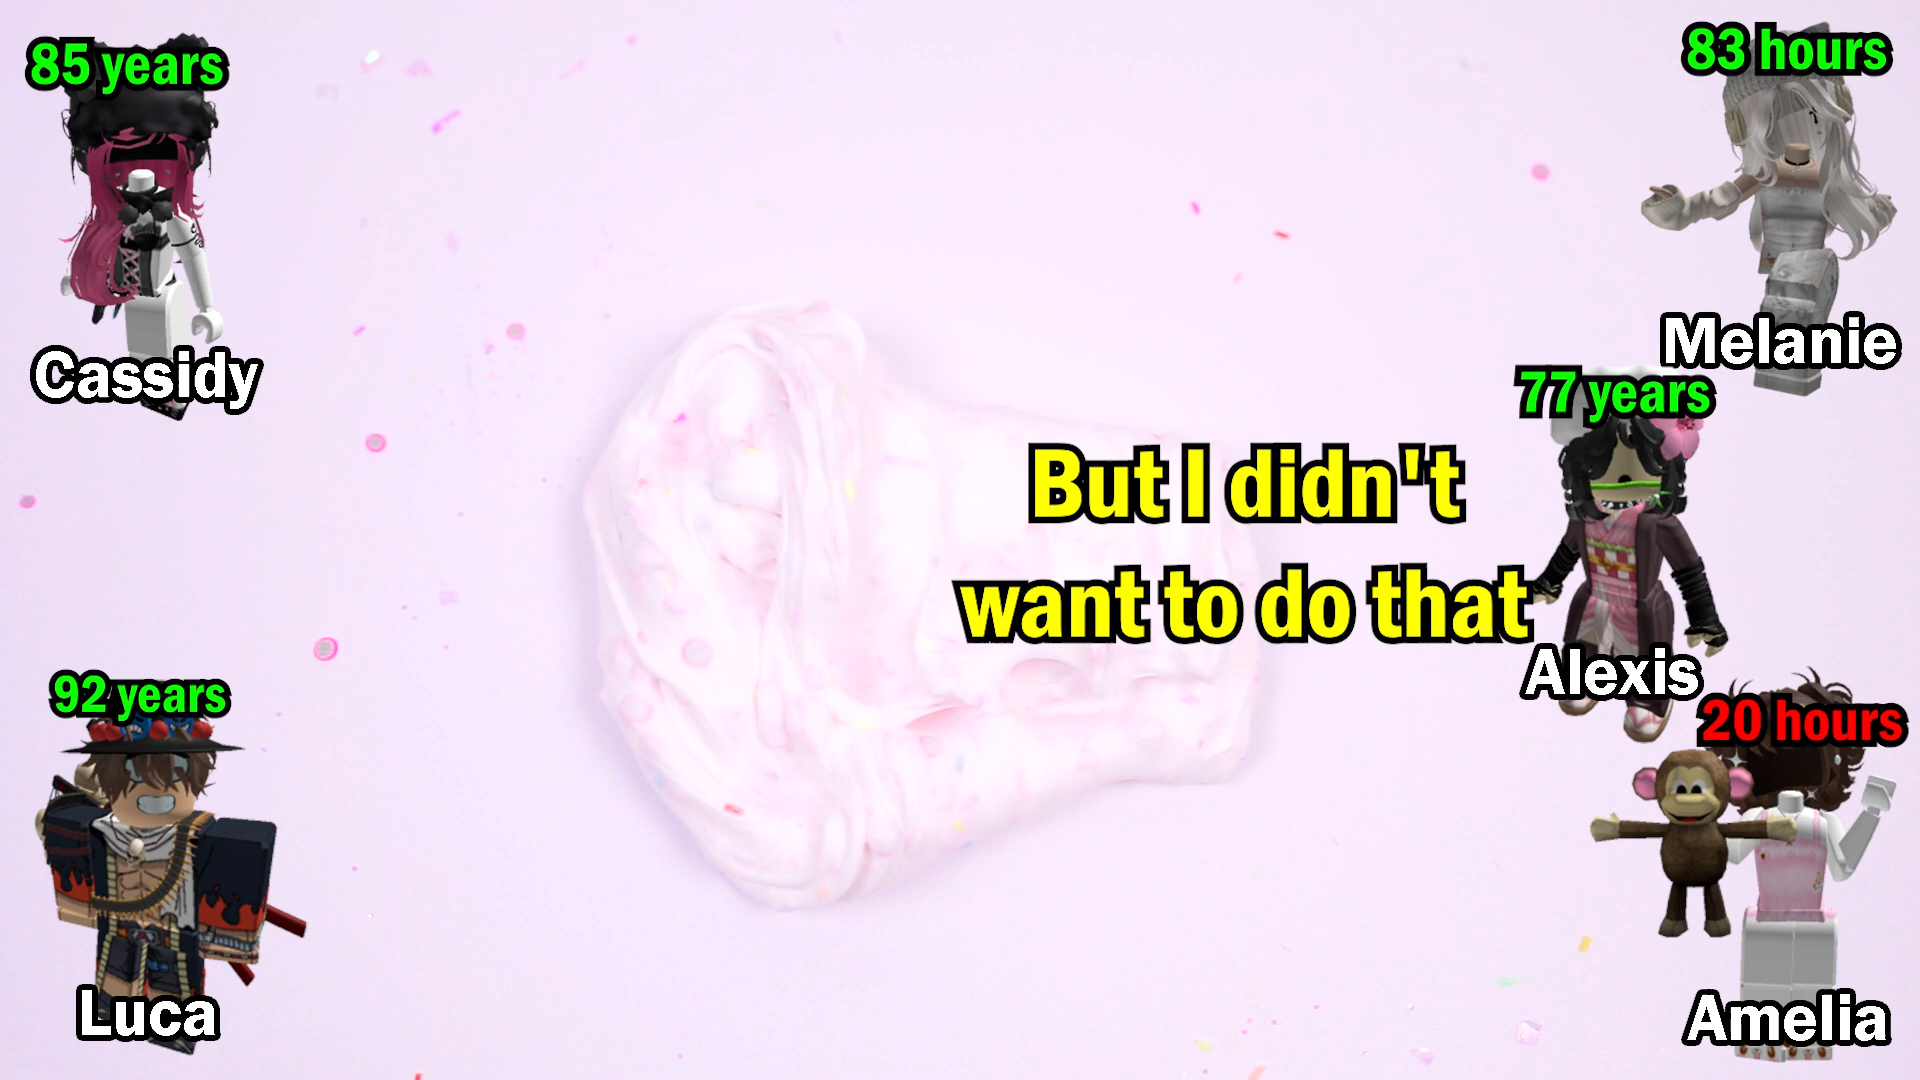 85 years
Cassidy
83 hours
Melanie
77 years
But I didn't
want to do that
Alexis
92 years
Luca
20 hours
Amelia